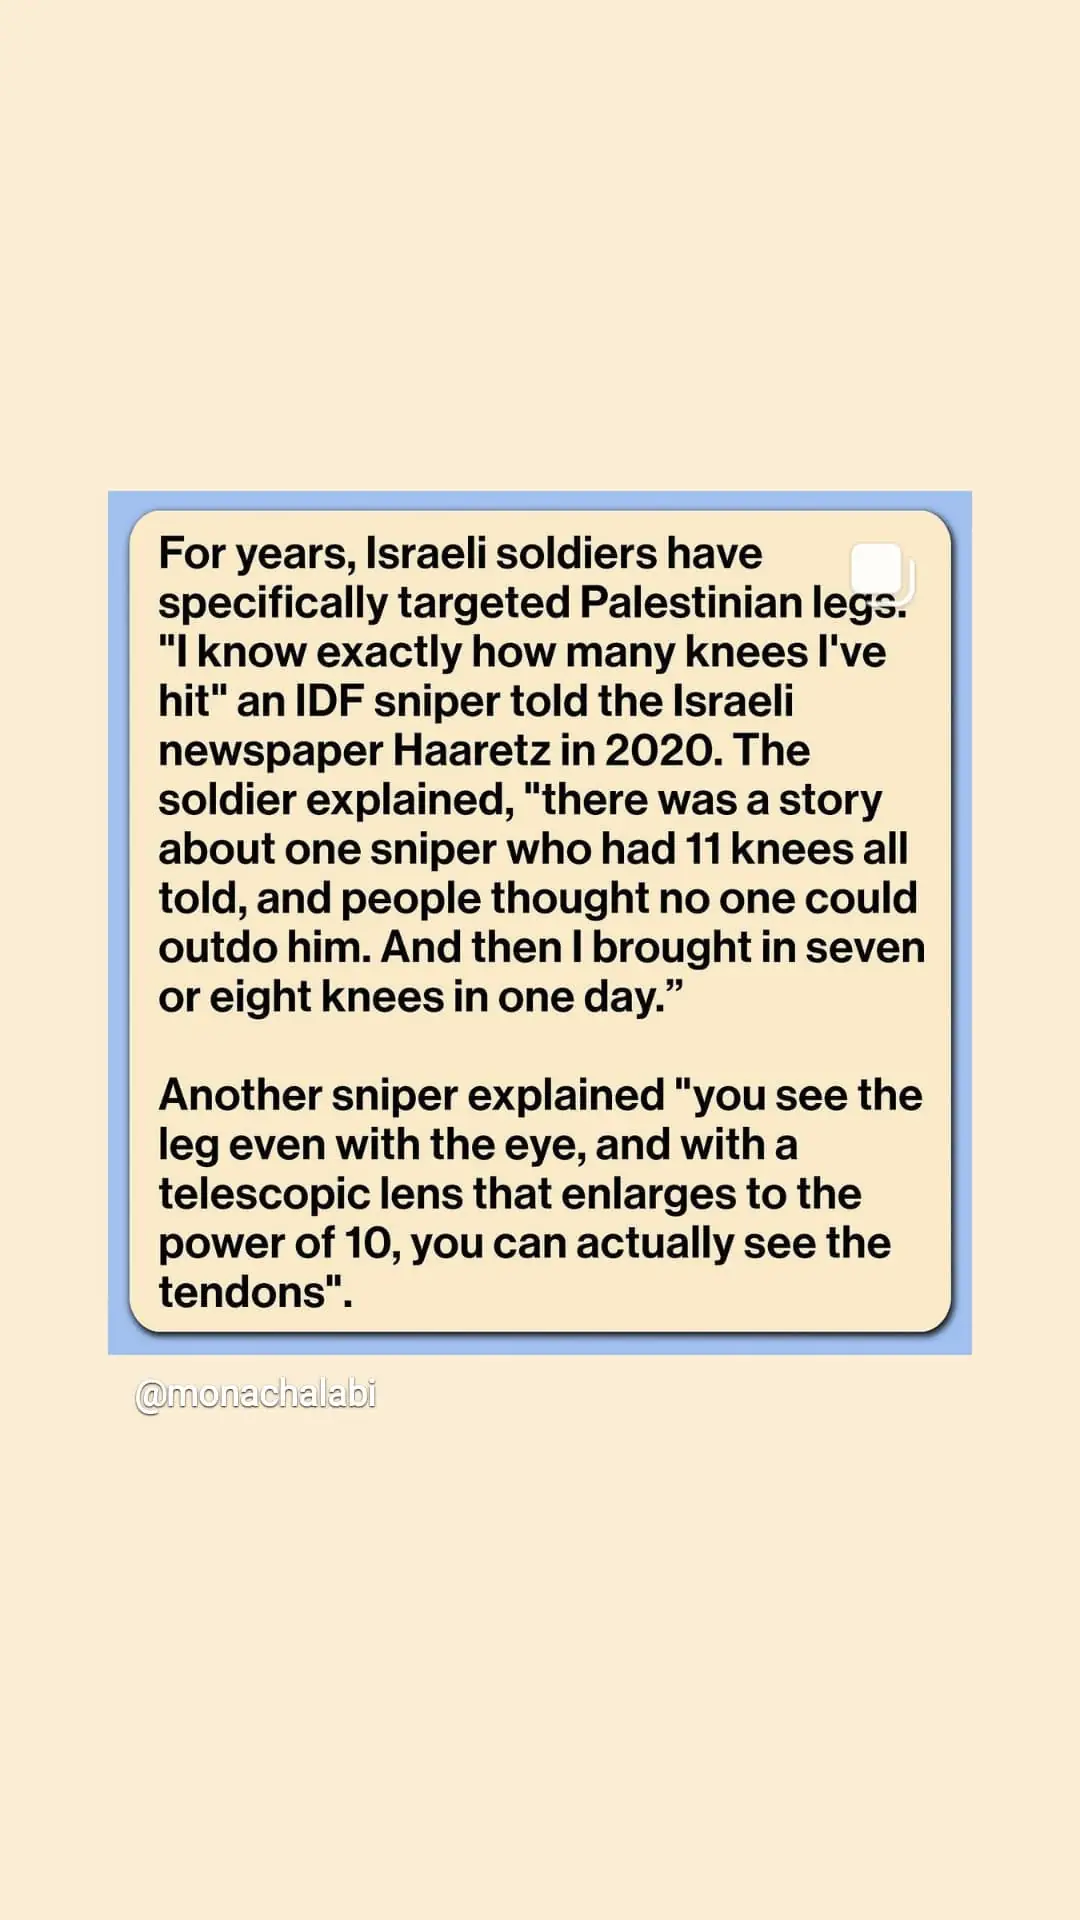 For years, Israeli soldiers have
specifically targeted Palestinian legs.
"I know exactly how many knees I've
hit" an IDF sniper told the Israeli
newspaper Haaretz in 2020. The
soldier explained, "there was a story
about one sniper who had 11 knees all
told, and people thought no one could
outdo him. And then I brought in seven
or eight knees in one day.”
Another sniper explained "you see the
leg even with the eye, and with a
telescopic lens that enlarges to the
power of 10, you can actually see the
tendons".
@monachalabi